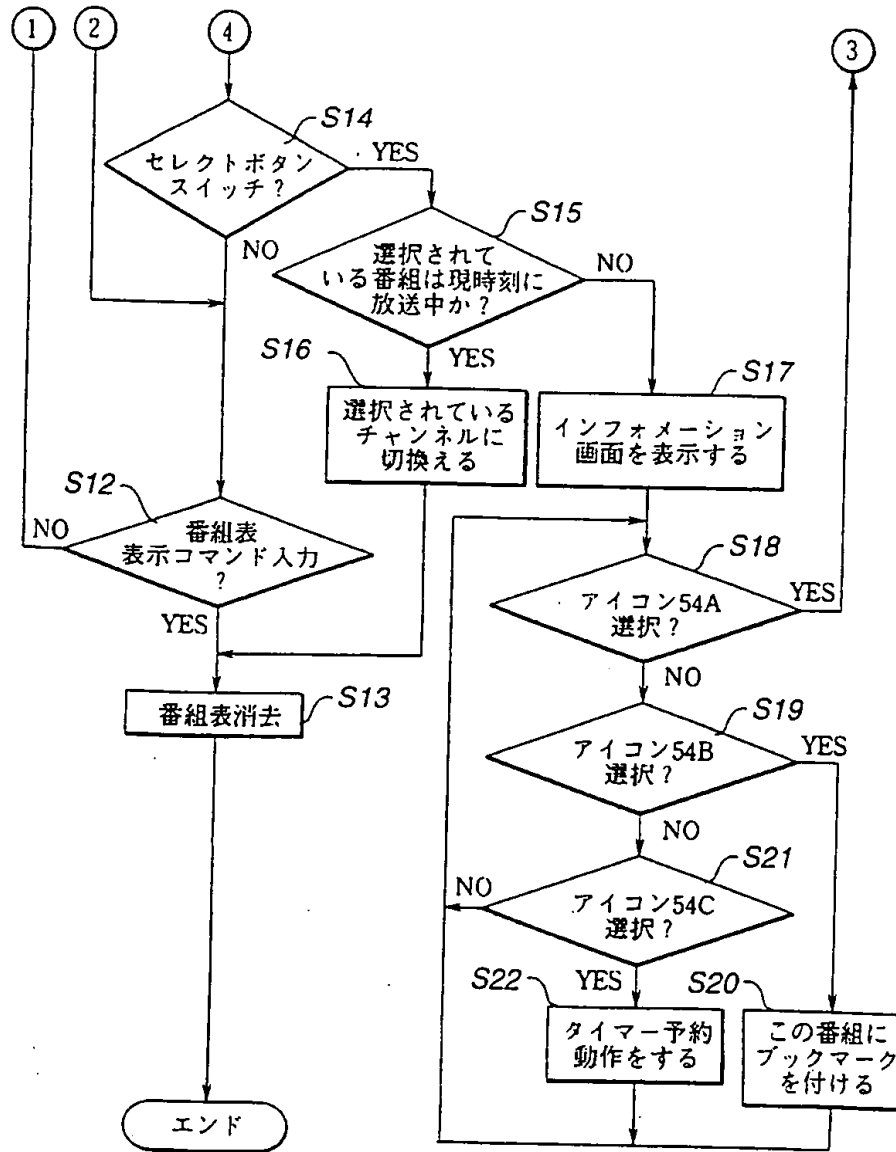 1
2
4
3
S14
セレクトボタン
スイッチ?
YES
NO
S15
選択されて
いる番組は現時刻に
放送中か?
NO
YES
S16
選択されている
チャンネルに
切換える
S17
インフォメーション
画面を表示する
S12
NO
番組表
表示コマンド入力
?
YES
S13
番組表消去
S18
アイコン54A
選択?
YES
NO
S19
アイコン54B
選択?
YES
NO
S21
NO
アイコン54C
選択?
YES
S22
タイマー予約
動作をする
S20
この番組に
ブックマーク
を付ける
エンド